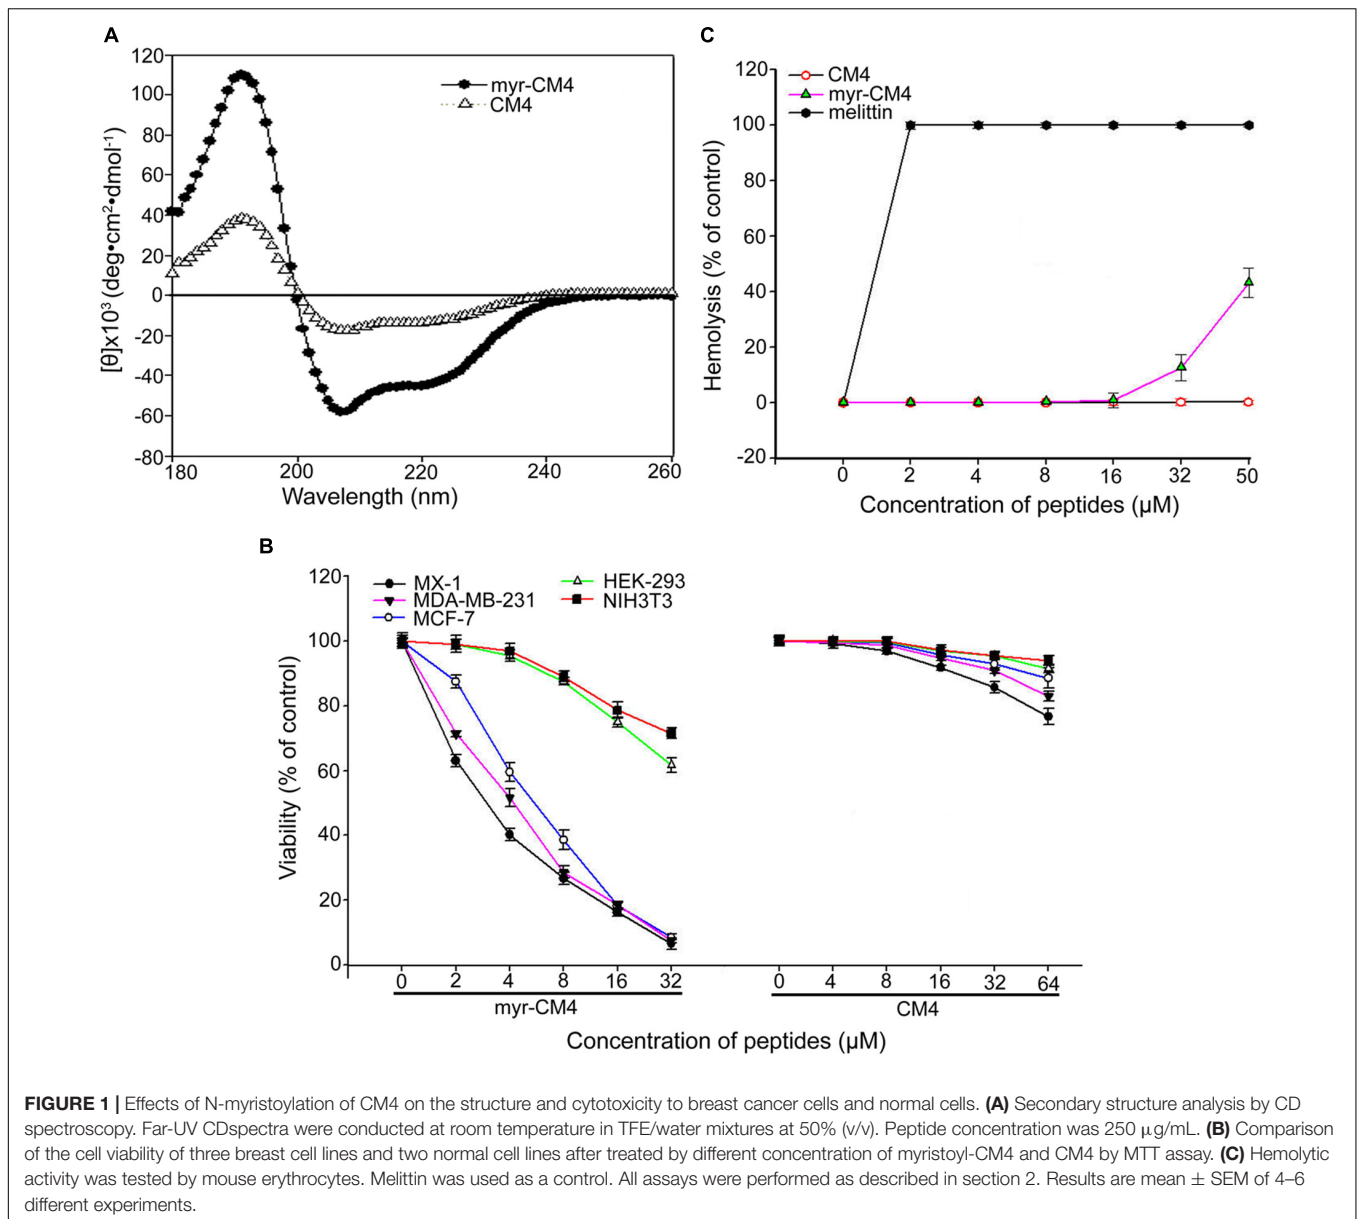 A
120
100
80
60
40
20
0
-20
-40
-60
-80
[θ]x10³ (deg•cm²•dmol⁻¹)
myr-CM4
CM4
180 200 220 240 260
Wavelength (nm)
C
120
100
80
60
40
20
0
-20
Hemolysis (% of control)
CM4
myr-CM4
melittin
0 2 4 8 16 32 50
Concentration of peptides (µM)
B
120
100
80
60
40
20
0
Viability (% of control)
MX-1
MDA-MB-231
MCF-7
HEK-293
NIH3T3
0 2 4 8 16 32
myr-CM4
0 4 8 16 32 64
CM4
Concentration of peptides (µM)
FIGURE 1 | Effects of N-myristoylation of CM4 on the structure and cytotoxicity to breast cancer cells and normal cells. (A) Secondary structure analysis by CD
spectroscopy. Far-UV CDspectra were conducted at room temperature in TFE/water mixtures at 50% (v/v). Peptide concentration was 250 µg/mL. (B) Comparison
of the cell viability of three breast cell lines and two normal cell lines after treated by different concentration of myristoyl-CM4 and CM4 by MTT assay. (C) Hemolytic
activity was tested by mouse erythrocytes. Melittin was used as a control. All assays were performed as described in section 2. Results are mean ± SEM of 4–6
different experiments.